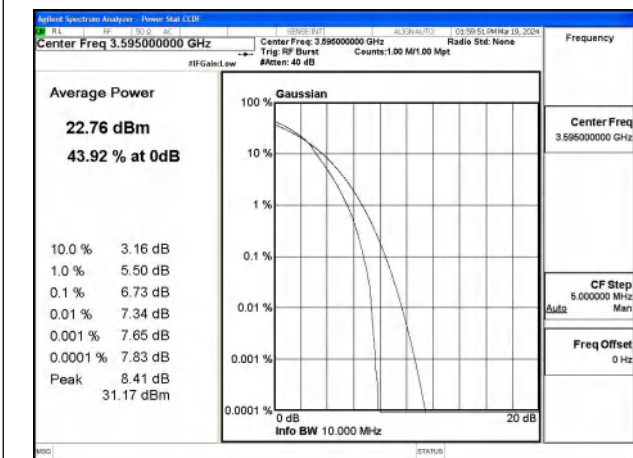 Agilent Spectrum Analyzer - Power Stat CCDF
RL RF 50 Ω AC SENSE:INT ALIGNAUTO 01:59:51 PM Mar 19, 2024
Center Freq 3.595000000 GHz
Center Freq: 3.595000000 GHz Radio Std: None
Trig: RF Burst Counts:1.00 M/1.00 Mpt
#IFGain:Low #Atten: 40 dB
Frequency
Average Power
22.76 dBm
43.92 % at 0dB
10.0 % 3.16 dB
1.0 % 5.50 dB
0.1 % 6.73 dB
0.01 % 7.34 dB
0.001 % 7.65 dB
0.0001 % 7.83 dB
Peak 8.41 dB
31.17 dBm
Gaussian
100 %
10 %
1 %
0.1 %
0.01 %
0.001 %
0.0001 %
0 dB 20 dB
Info BW 10.000 MHz
Center Freq
3.595000000 GHz
CF Step
5.000000 MHz
Auto Man
Freq Offset
0 Hz
MSG STATUS